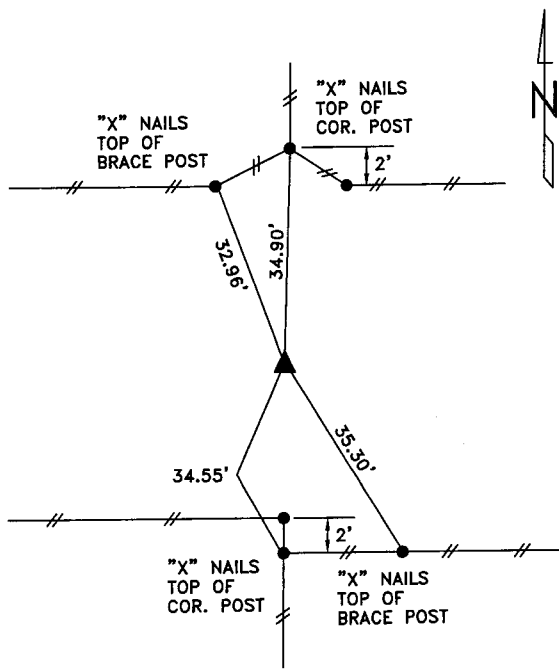 "X" NAILS
TOP OF
COR. POST
N
"X" NAILS
TOP OF
BRACE POST
2'
32.96'
34.90'
35.30'
34.55'
2'
"X" NAILS
TOP OF
COR. POST
"X" NAILS
TOP OF
BRACE POST